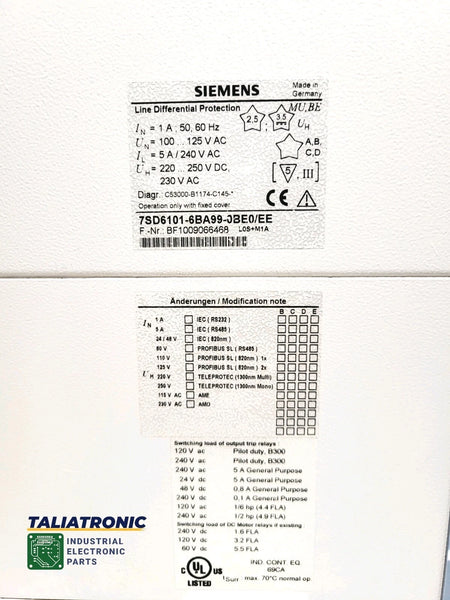 SIEMENS
Made in
Germany
Line Differential Protection
2,5
;
3,5
MU,BE
UH
IN = 1 A ; 50, 60 Hz
UN = 100 ... 125 V AC
IL = 5 A / 240 V AC
UH = 220 ... 250 V DC,
230 V AC
A,B,
C,D
[ 5 , III ]
Diagr.: C53000-B1174-C145-*
Operation only with fixed cover
7SD6101-6BA99-0BE0/EE
F.-Nr.: BF1009066468 L0S+M1A
Änderungen / Modification note
B C D E
IN 1 A IEC ( RS232 )
5 A IEC ( RS485 )
24 / 48 V IEC ( 820nm )
60 V PROFIBUS SL ( RS485 )
110 V PROFIBUS SL ( 820nm ) 1x
125 V PROFIBUS SL ( 820nm ) 2x
UH 220 V TELEPROTEC (1300nm Multi)
250 V TELEPROTEC (1300nm Mono)
115 V AC AME
230 V AC AMO
Switching load of output trip relays :
120 V ac Pilot duty, B300
240 V ac Pilot duty, B300
240 V ac 5 A General Purpose
24 V dc 5 A General Purpose
48 V dc 0,8 A General Purpose
240 V dc 0,1 A General Purpose
120 V ac 1/6 hp (4.4 FLA)
240 V ac 1/2 hp (4.9 FLA)
Switching load of DC Motor relays if existing :
240 V dc 1.6 FLA
120 V dc 3.2 FLA
60 V dc 5.5 FLA
C UL US
LISTED
IND. CONT. EQ.
69CA
tSurr : max. 70°C normal op
TALIATRONIC
INDUSTRIAL
ELECTRONIC
PARTS